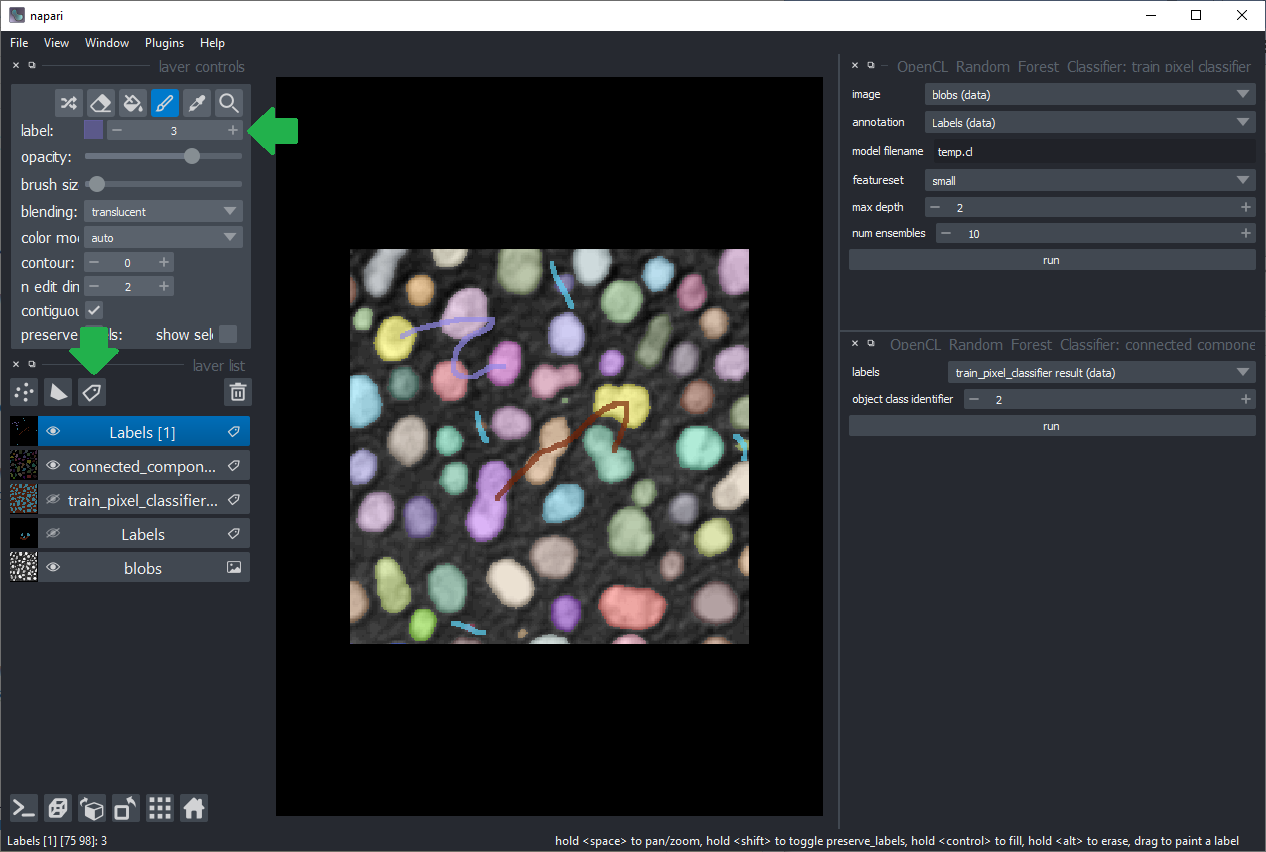 napari
File View Window Plugins Help
layer controls
label: 3
opacity:
brush siz
blending: translucent
color mo auto
contour: 0
n edit din 2
contiguou
preserve ls: show sel
layer list
Labels [1]
connected_compon...
train_pixel_classifier...
Labels
blobs
OpenCL Random Forest Classifier: train pixel classifier
image blobs (data)
annotation Labels (data)
model filename temp.cl
featureset small
max depth 2
num ensembles 10
run
OpenCL Random Forest Classifier: connected compone
labels train_pixel_classifier result (data)
object class identifier 2
run
Labels [1] [75 98]: 3
hold <space> to pan/zoom, hold <shift> to toggle preserve_labels, hold <control> to fill, hold <alt> to erase, drag to paint a label